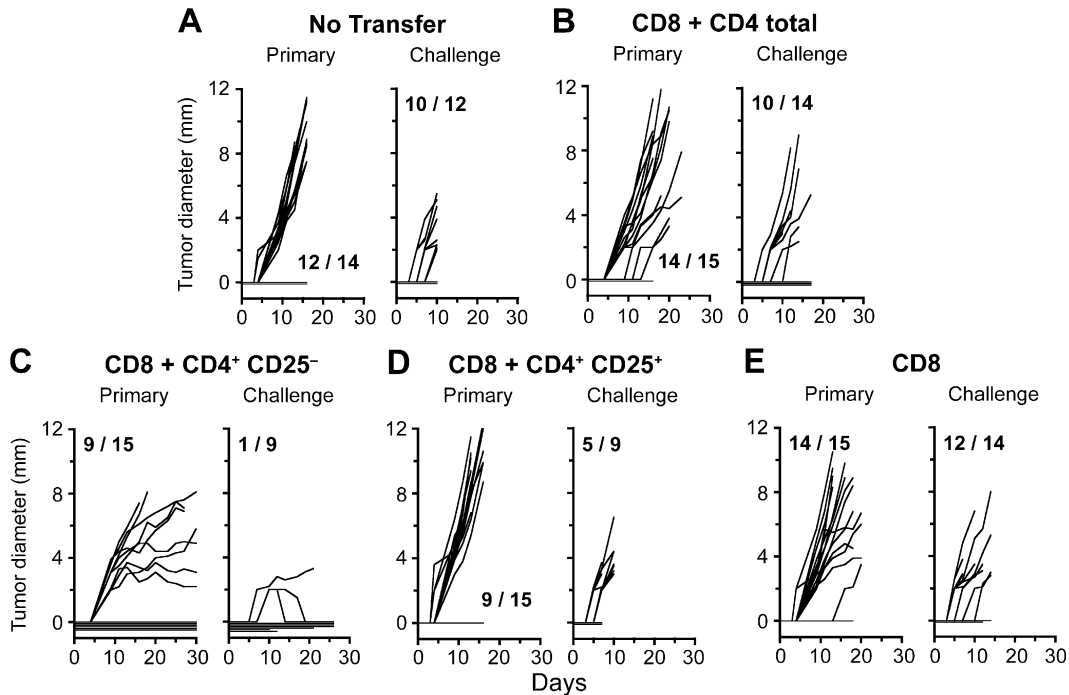 A No Transfer
Primary Challenge
Tumor diameter (mm)
12
8
4
0
12 / 14
0 10 20 30
10 / 12
0 10 20 30
B CD8 + CD4 total
Primary Challenge
12
8
4
0
14 / 15
0 10 20 30
10 / 14
0 10 20 30
C CD8 + CD4⁺ CD25⁻
Primary Challenge
Tumor diameter (mm)
12
8
4
0
9 / 15
0 10 20 30
1 / 9
0 10 20 30
D CD8 + CD4⁺ CD25⁺
Primary Challenge
12
8
4
0
9 / 15
0 10 20 30
5 / 9
0 10 20 30
E CD8
Primary Challenge
12
8
4
0
14 / 15
0 10 20 30
12 / 14
0 10 20 30
Days